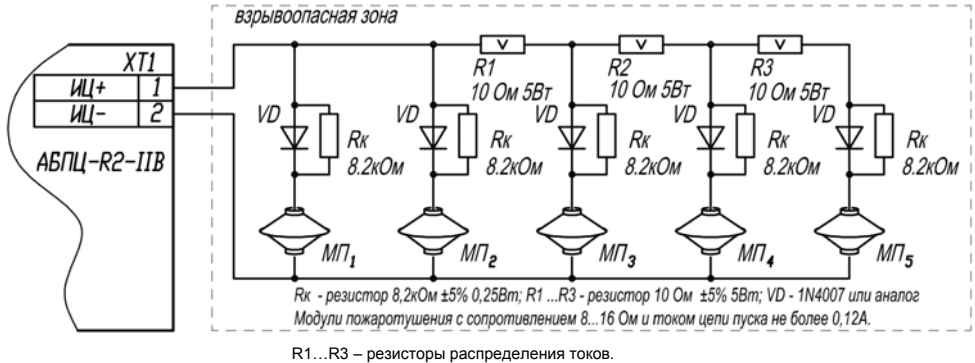 взрывоопасная зона
XT1
ИЦ+ 1
ИЦ- 2
АБПЦ-R2-IIB
R1
10 Ом 5Вт
R2
10 Ом 5Вт
R3
10 Ом 5Вт
VD
Rк
8.2кОм
VD
Rк
8.2кОм
VD
Rк
8.2кОм
VD
Rк
8.2кОм
VD
Rк
8.2кОм
МП1
МП2
МП3
МП4
МП5
Rк - резистор 8,2кОм ±5% 0,25Вт; R1 ...R3 - резистор 10 Ом ±5% 5Вт; VD - 1N4007 или аналог
Модули пожаротушения с сопротивлением 8...16 Ом и током цепи пуска не более 0,12А.
R1…R3 – резисторы распределения токов.